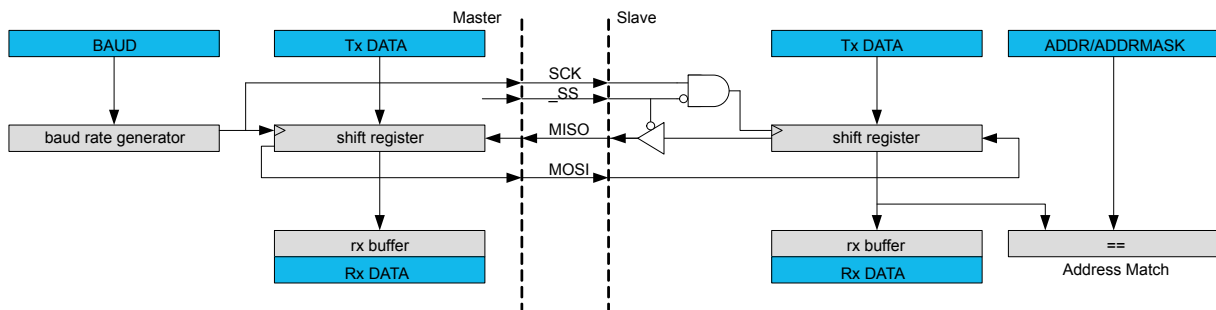 Master
Slave
BAUD
Tx DATA
Tx DATA
ADDR/ADDRMASK
SCK
_SS
baud rate generator
shift register
MISO
shift register
MOSI
rx buffer
rx buffer
==
Rx DATA
Rx DATA
Address Match